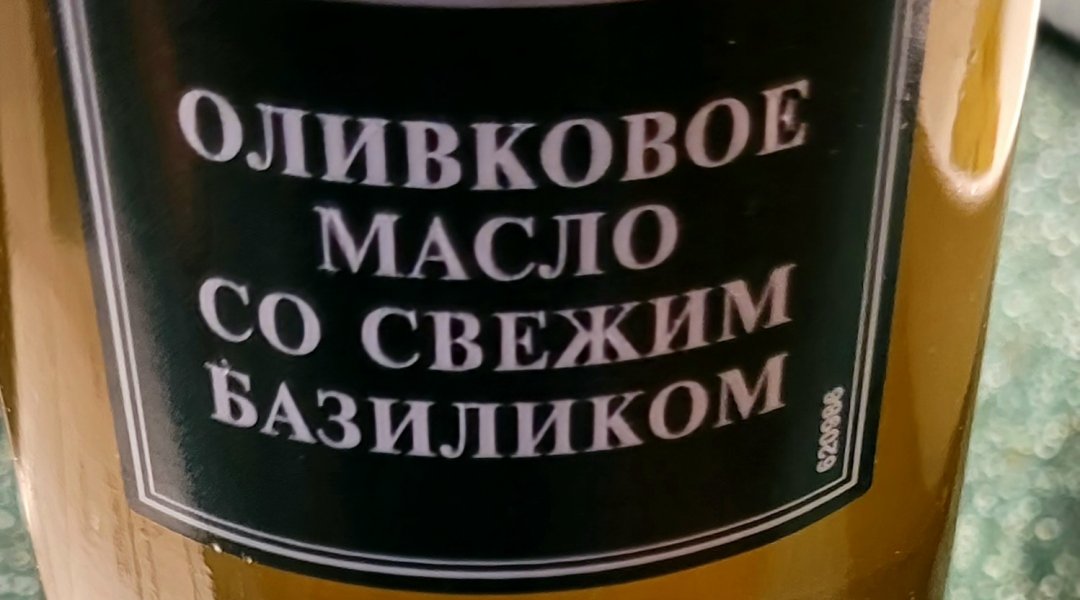 ОЛИВКОВОЕ
МАСЛО
СО СВЕЖИМ
БАЗИЛИКОМ
620986